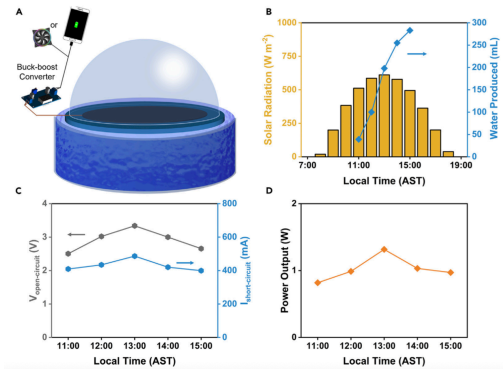 A
or
Buck-boost
Converter
B
Solar Radiation (W m⁻²)
1000
750
500
250
0
Water Produced (mL)
300
250
200
150
100
50
0
7:00 11:00 15:00 19:00
Local Time (AST)
C
V open-circuit (V)
4
3
2
1
0
I short-circuit (mA)
800
600
400
200
0
11:00 12:00 13:00 14:00 15:00
Local Time (AST)
D
Power Output (W)
2
1
0
11:00 12:00 13:00 14:00 15:00
Local Time (AST)